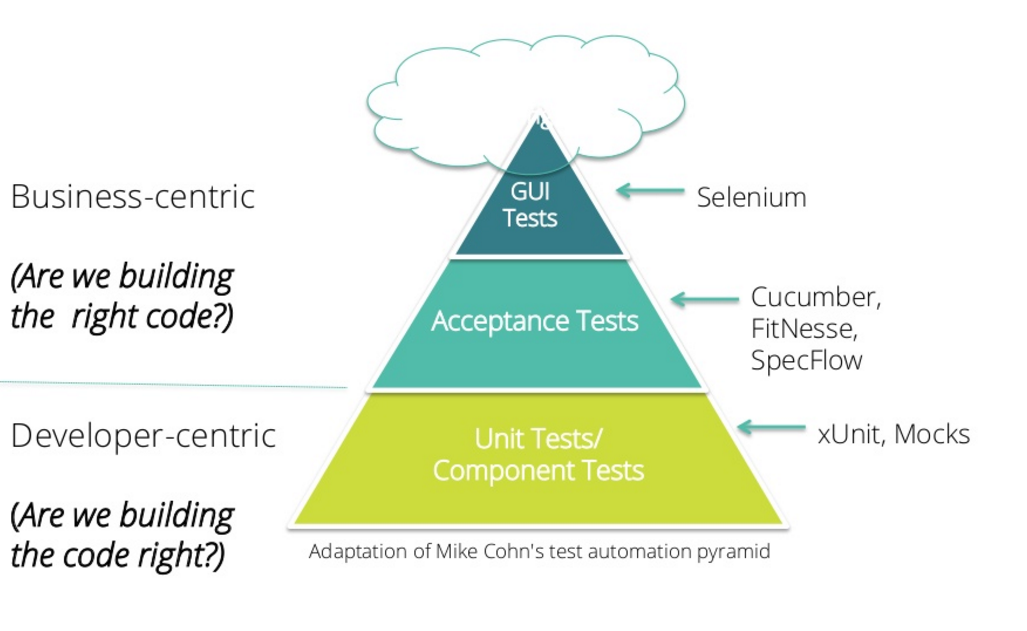 Business-centric
(Are we building
the right code?)
GUI
Tests
Selenium
Acceptance Tests
Cucumber,
FitNesse,
SpecFlow
Developer-centric
(Are we building
the code right?)
Unit Tests/
Component Tests
xUnit, Mocks
Adaptation of Mike Cohn's test automation pyramid